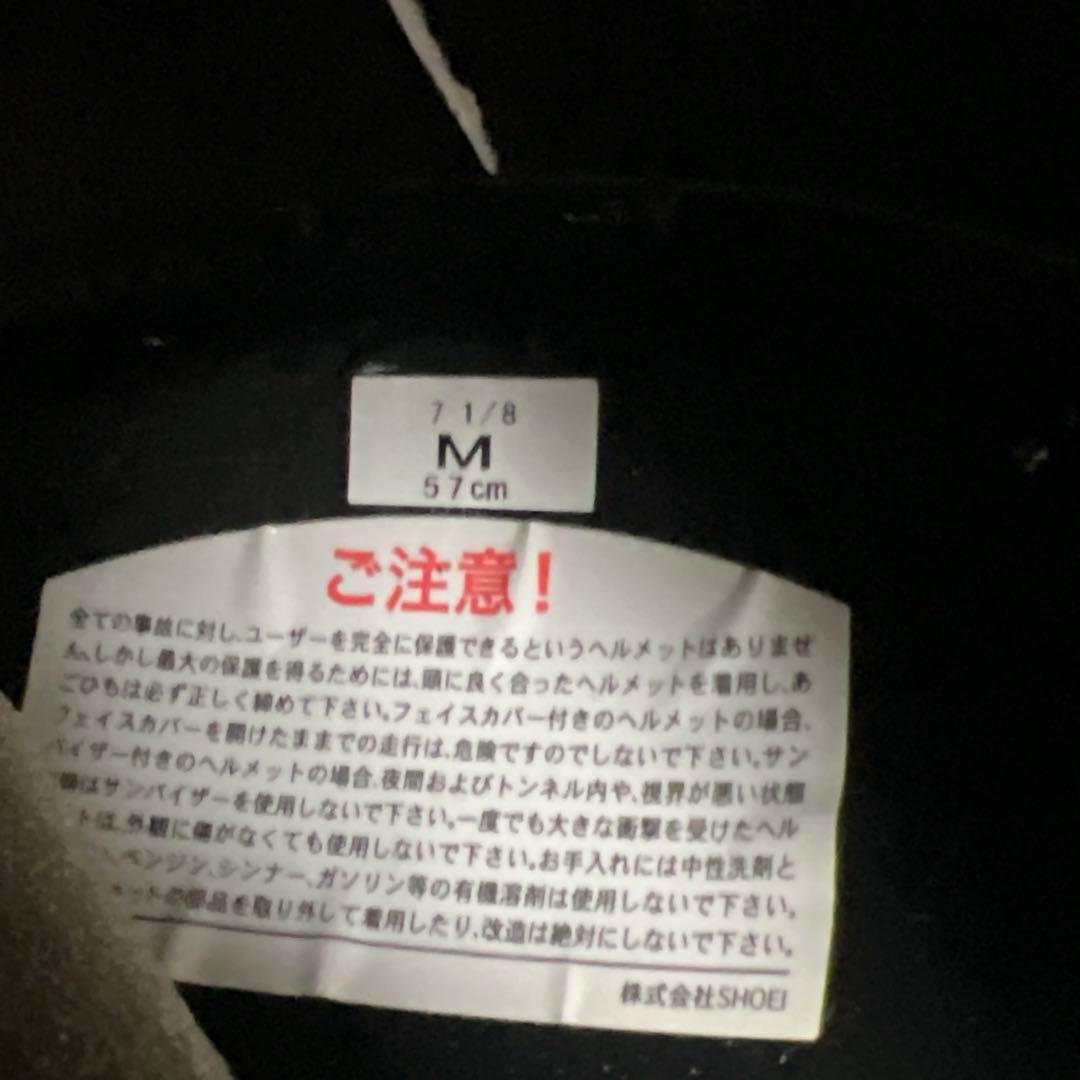 7 1/8
M
57cm
ご注意!
全ての事故に対し、ユーザーを完全に保護できるというヘルメットはありませ
ん。しかし最大の保護を得るためには、頭に良く合ったヘルメットを着用し、あ
ごひもは必ず正しく締めて下さい。フェイスカバー付きのヘルメットの場合、
フェイスカバーを開けたままでの走行は、危険ですのでしないで下さい。サン
バイザー付きのヘルメットの場合、夜間およびトンネル内や、視界が悪い状態
はサンバイザーを使用しないで下さい。一度でも大きな衝撃を受けたヘル
トは、外観に傷がなくても使用しないで下さい。お手入れには中性洗剤と
ベンジン、シンナー、ガソリン等の有機溶剤は使用しないで下さい。
ットの部品を取り外して着用したり、改造は絶対にしないで下さい。
株式会社SHOEI